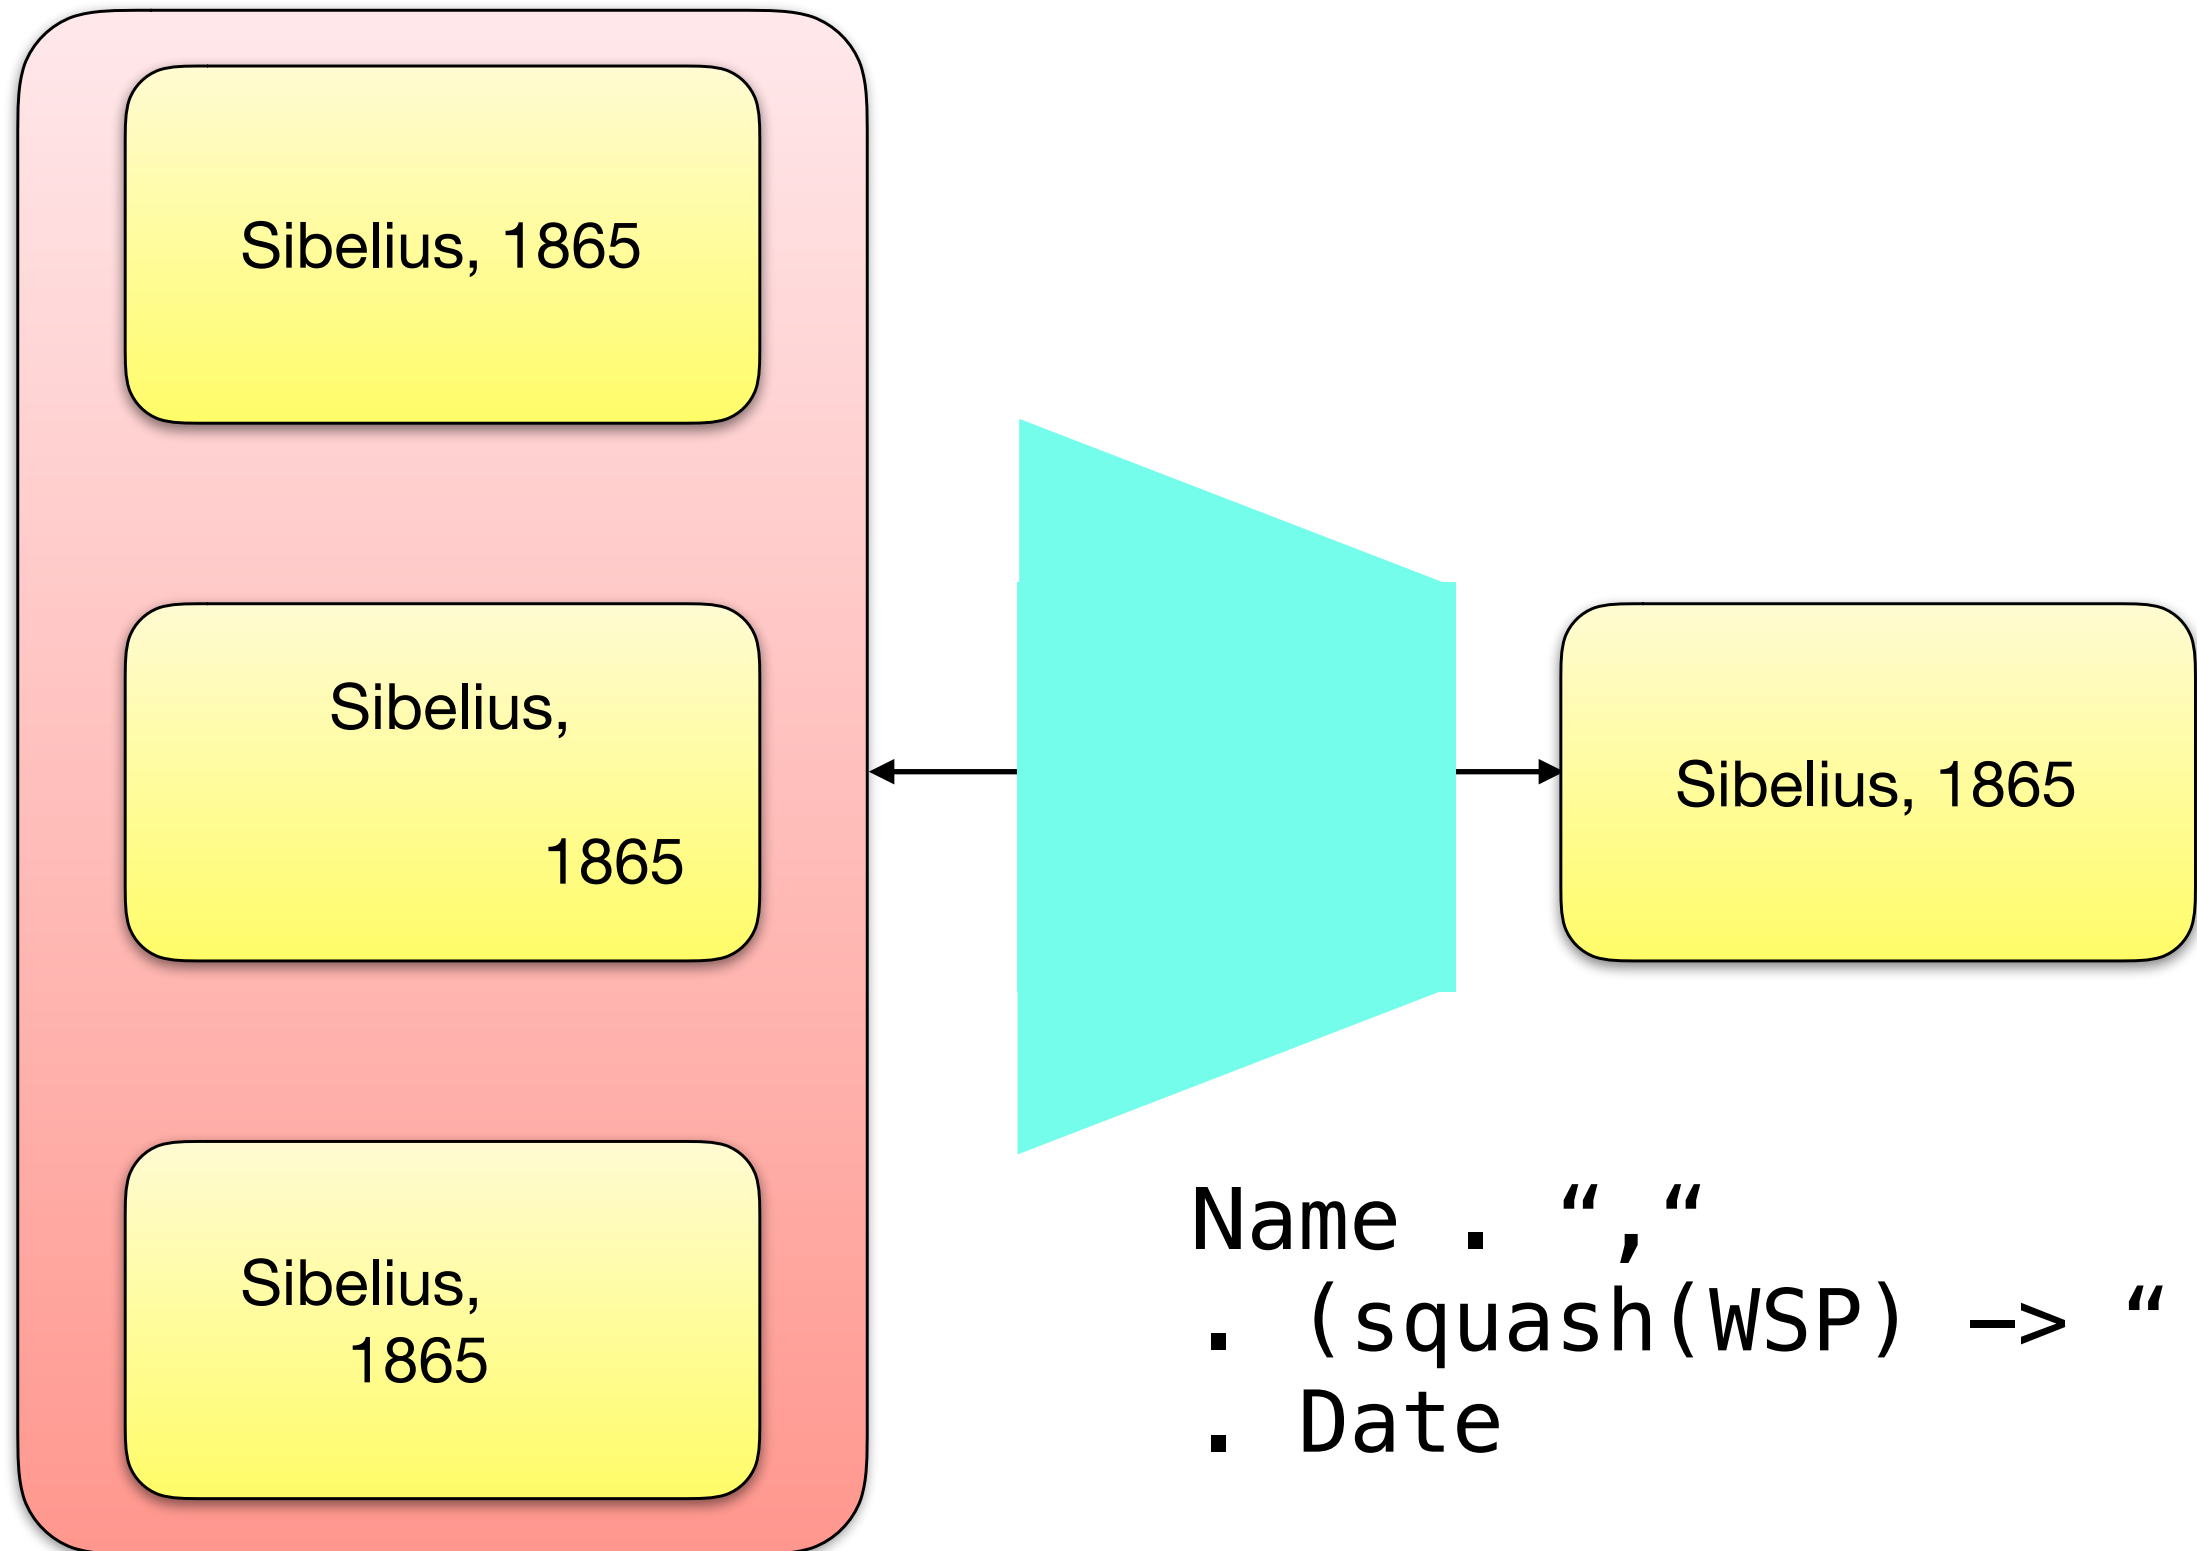 Sibelius, 1865
Sibelius,
1865
Sibelius,
1865
Sibelius, 1865
Name . “,“
. (squash(WSP) —> “
. Date